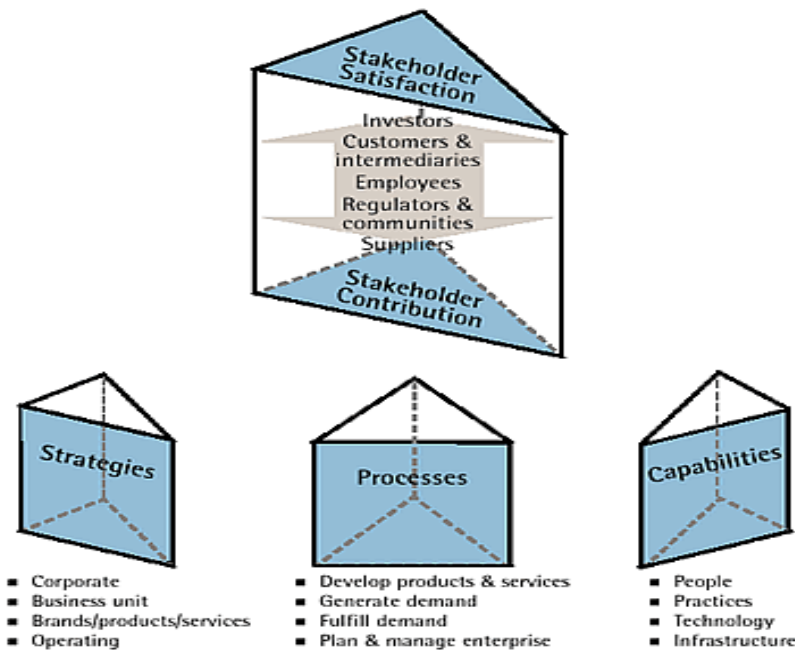 Stakeholder
Satisfaction
Investors
Customers &
intermediaries
Employees
Regulators &
communities
Suppliers
Stakeholder
Contribution
Strategies
Processes
Capabilities
▪ Corporate
▪ Business unit
▪ Brands/products/services
▪ Operating
▪ Develop products & services
▪ Generate demand
▪ Fulfill demand
▪ Plan & manage enterprise
▪ People
▪ Practices
▪ Technology
▪ Infrastructure